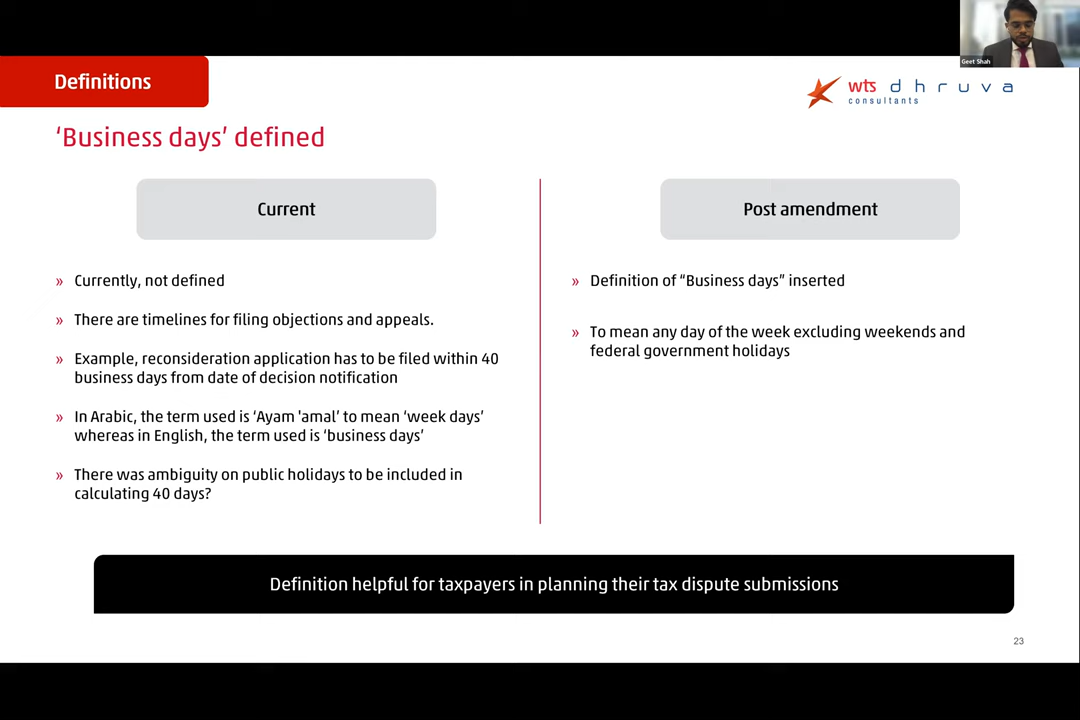 Geet Shah
Definitions
wts dhruva
consultants
‘Business days’ defined
Current
» Currently, not defined
» There are timelines for filing objections and appeals.
» Example, reconsideration application has to be filed within 40
business days from date of decision notification
» In Arabic, the term used is ‘Ayam 'amal’ to mean ‘week days’
whereas in English, the term used is ‘business days’
» There was ambiguity on public holidays to be included in
calculating 40 days?
Post amendment
» Definition of “Business days” inserted
» To mean any day of the week excluding weekends and
federal government holidays
Definition helpful for taxpayers in planning their tax dispute submissions
23